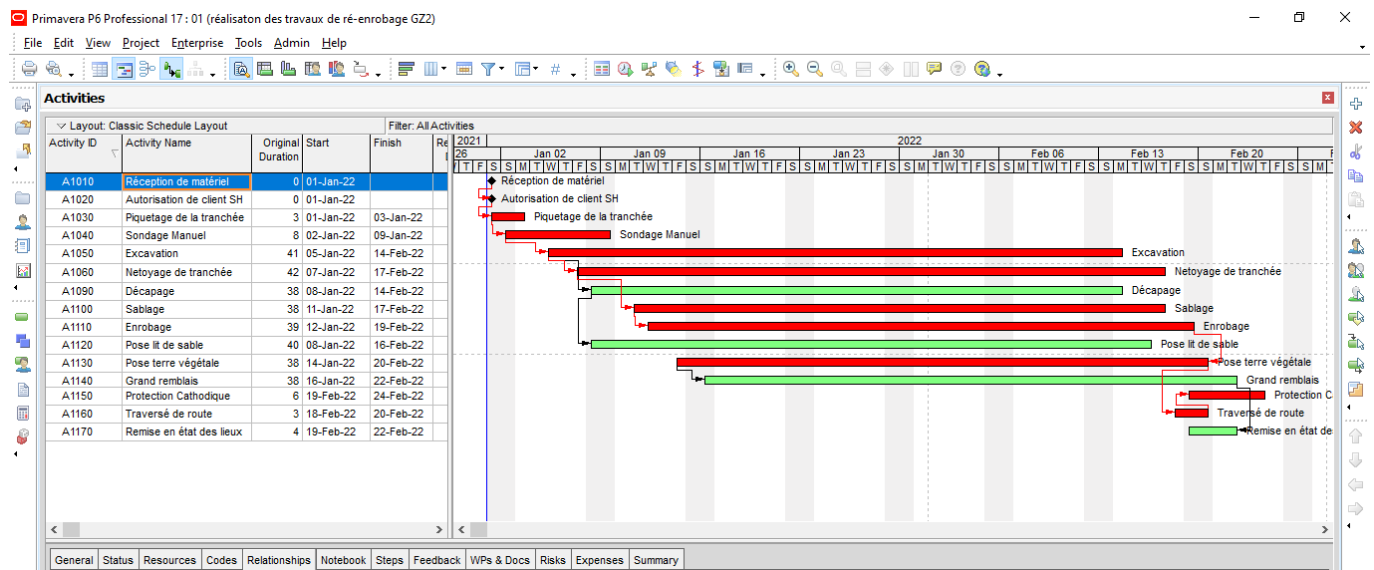 Primavera P6 Professional 17 : 01 (réalisaton des travaux de ré-enrobage GZ2)
File Edit View Project Enterprise Tools Admin Help
Activities
Layout: Classic Schedule Layout Filter: All Activities
Activity ID Activity Name Original Duration Start Finish Re
2021 2022
26 Jan 02 Jan 09 Jan 16 Jan 23 Jan 30 Feb 06 Feb 13 Feb 20
T F S S M T W T F S S M T W T F S S M T W T F S S M T W T F S S M T W T F S S M T W T F S S M T W T F S S M T W T F S S M T
A1010 Réception de matériel 0 01-Jan-22 Réception de matériel
A1020 Autorisation de client SH 0 01-Jan-22 Autorisation de client SH
A1030 Piquetage de la tranchée 3 01-Jan-22 03-Jan-22 Piquetage de la tranchée
A1040 Sondage Manuel 8 02-Jan-22 09-Jan-22 Sondage Manuel
A1050 Excavation 41 05-Jan-22 14-Feb-22 Excavation
A1060 Netoyage de tranchée 42 07-Jan-22 17-Feb-22 Netoyage de tranchée
A1090 Décapage 38 08-Jan-22 14-Feb-22 Décapage
A1100 Sablage 38 11-Jan-22 17-Feb-22 Sablage
A1110 Enrobage 39 12-Jan-22 19-Feb-22 Enrobage
A1120 Pose lit de sable 40 08-Jan-22 16-Feb-22 Pose lit de sable
A1130 Pose terre végétale 38 14-Jan-22 20-Feb-22 Pose terre végétale
A1140 Grand remblais 38 16-Jan-22 22-Feb-22 Grand remblais
A1150 Protection Cathodique 6 19-Feb-22 24-Feb-22 Protection C
A1160 Traversé de route 3 18-Feb-22 20-Feb-22 Traversé de route
A1170 Remise en état des lieux 4 19-Feb-22 22-Feb-22 Remise en état de
General Status Resources Codes Relationships Notebook Steps Feedback WPs & Docs Risks Expenses Summary